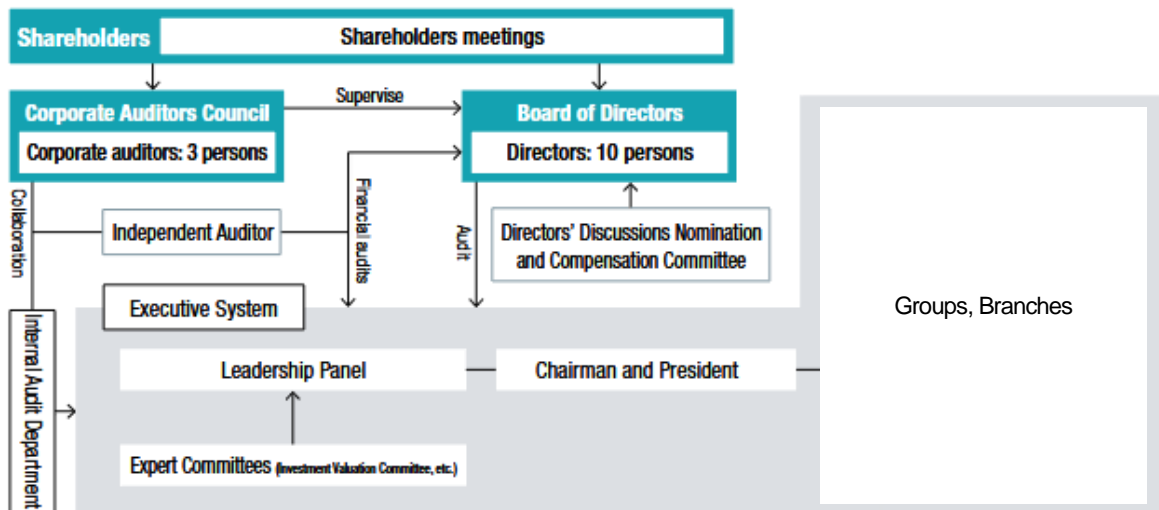 Shareholders
Shareholders meetings
Corporate Auditors Council
Corporate auditors: 3 persons
Supervise
Board of Directors
Directors: 10 persons
Collaboration
Independent Auditor
Financial audits
Audit
Directors’ Discussions Nomination
and Compensation Committee
Groups, Branches
Executive System
Internal Audit Department
Leadership Panel
Chairman and President
Expert Committees (Investment Valuation Committee, etc.)